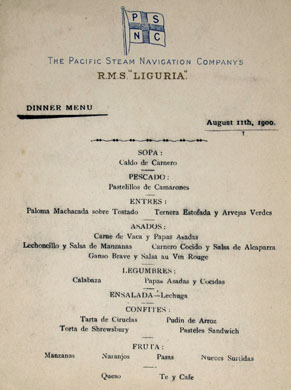 P S
N C
THE PACIFIC STEAM NAVIGATION COMPANY'S
R.M.S. "LIGURIA".
DINNER MENU
August 11th, 1900.
SOPA:
Caldo de Carnero
PESCADO:
Pastelillos de Camarones
ENTRES:
Paloma Machacada sobre Tostado Ternera Estofada y Arvejas Verdes
ASADOS:
Carne de Vaca y Papas Asadas
Lechoncillo y Salsa de Manzanas Carnero Cocido y Salsa de Alcaparra
Ganso Brave y Salsa au Vin Rouge
LEGUMBRES:
Calabaza Papas Asadas y Cocidas
ENSALADA—Lechuga
CONFITES:
Tarta de Ciruelas Pudin de Arroz
Torta de Shrewsbury Pasteles Sandwich
FRUTA:
Manzanas Naranjos Pasas Nueces Surtidas
Queso Te y Cafe